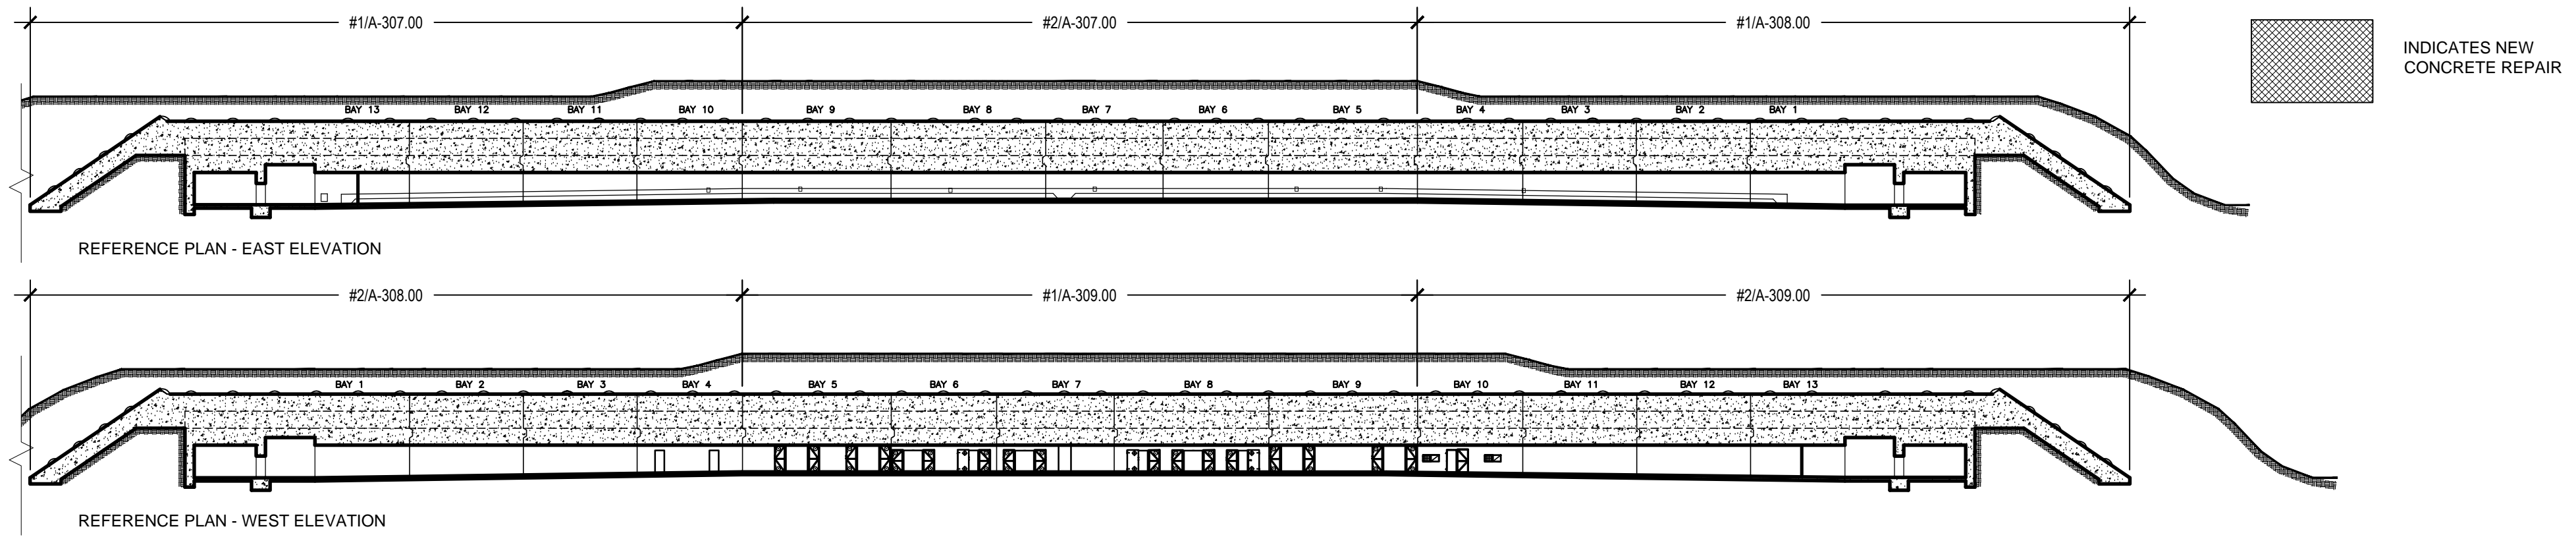 #1/A-307.00 #2/A-307.00 #1/A-308.00
INDICATES NEW
CONCRETE REPAIR
BAY 13 BAY 12 BAY 11 BAY 10 BAY 9 BAY 8 BAY 7 BAY 6 BAY 5 BAY 4 BAY 3 BAY 2 BAY 1
REFERENCE PLAN - EAST ELEVATION
#2/A-308.00 #1/A-309.00 #2/A-309.00
BAY 1 BAY 2 BAY 3 BAY 4 BAY 5 BAY 6 BAY 7 BAY 8 BAY 9 BAY 10 BAY 11 BAY 12 BAY 13
REFERENCE PLAN - WEST ELEVATION